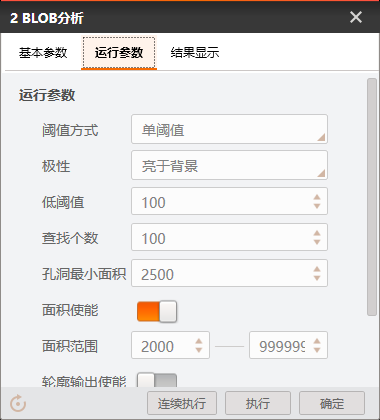 2 BLOB分析
基本参数 运行参数 结果显示
运行参数
阈值方式 单阈值
极性 亮于背景
低阈值 100
查找个数 100
孔洞最小面积 2500
面积使能
面积范围 2000 999999
轮廓输出使能
连续执行 执行 确定